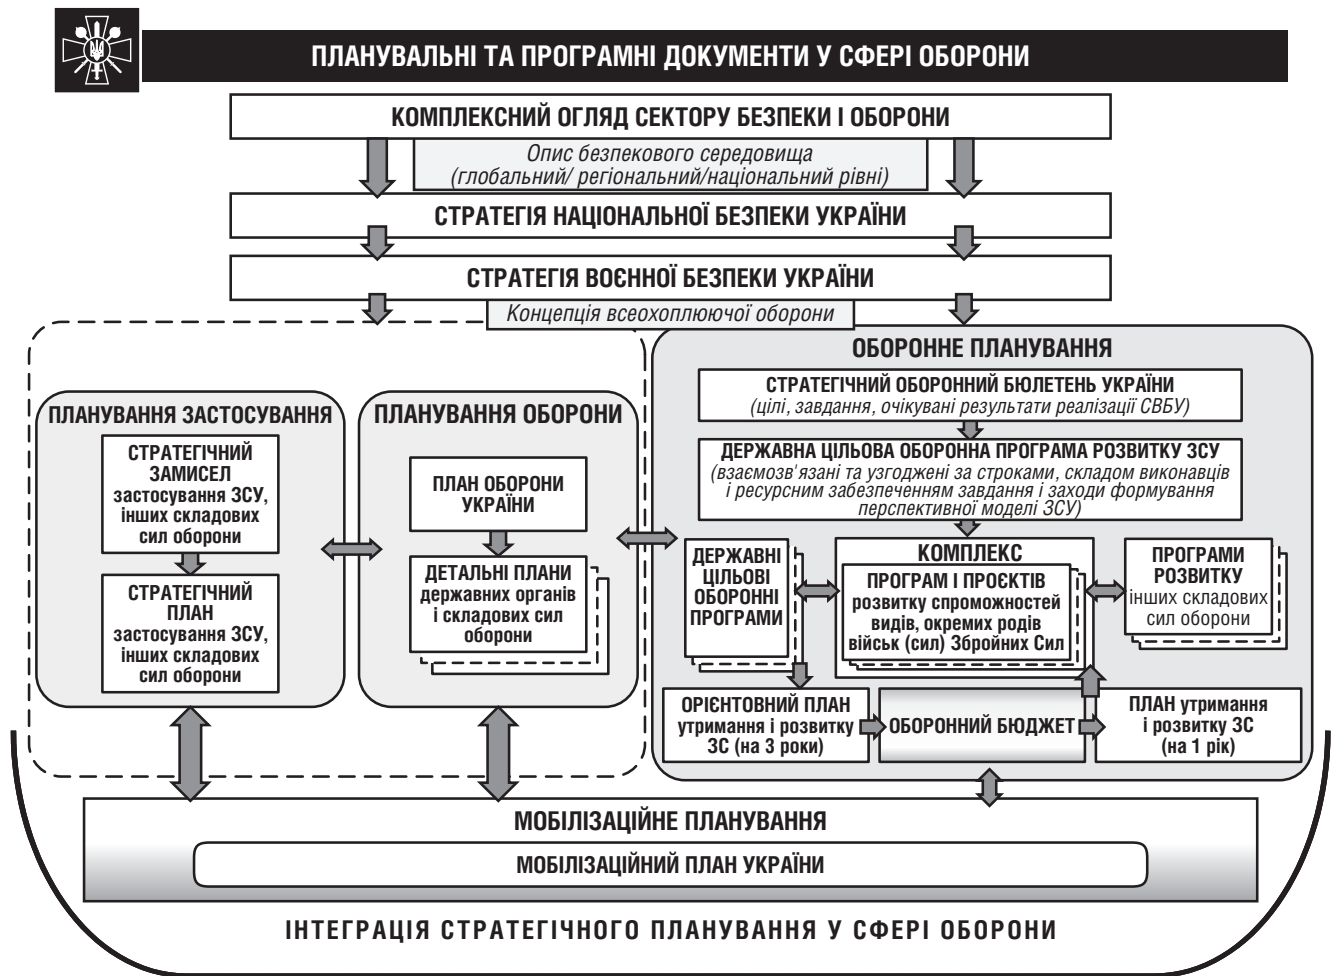 ПЛАНУВАЛЬНІ ТА ПРОГРАМНІ ДОКУМЕНТИ У СФЕРІ ОБОРОНИ
КОМПЛЕКСНИЙ ОГЛЯД СЕКТОРУ БЕЗПЕКИ І ОБОРОНИ
Опис безпекового середовища
(глобальний/ регіональний/національний рівні)
СТРАТЕГІЯ НАЦІОНАЛЬНОЇ БЕЗПЕКИ УКРАЇНИ
СТРАТЕГІЯ ВОЄННОЇ БЕЗПЕКИ УКРАЇНИ
Концепція всеохоплюючої оборони
ПЛАНУВАННЯ ЗАСТОСУВАННЯ
СТРАТЕГІЧНИЙ
ЗАМИСЕЛ
застосування ЗСУ,
інших складових
сил оборони
СТРАТЕГІЧНИЙ
ПЛАН
застосування ЗСУ,
інших складових
сил оборони
ПЛАНУВАННЯ ОБОРОНИ
ПЛАН ОБОРОНИ
УКРАЇНИ
ДЕТАЛЬНІ ПЛАНИ
державних органів
і складових сил
оборони
ОБОРОННЕ ПЛАНУВАННЯ
СТРАТЕГІЧНИЙ ОБОРОННИЙ БЮЛЕТЕНЬ УКРАЇНИ
(цілі, завдання, очікувані результати реалізації СВБУ)
ДЕРЖАВНА ЦІЛЬОВА ОБОРОННА ПРОГРАМА РОЗВИТКУ ЗСУ
(взаємозв'язані та узгоджені за строками, складом виконавців
і ресурсним забезпеченням завдання і заходи формування
перспективної моделі ЗСУ)
ДЕРЖАВНІ
ЦІЛЬОВІ
ОБОРОННІ
ПРОГРАМИ
КОМПЛЕКС
ПРОГРАМ І ПРОЄКТІВ
розвитку спроможностей
видів, окремих родів
військ (сил) Збройних Сил
ПРОГРАМИ
РОЗВИТКУ
інших складових
сил оборони
ОРІЄНТОВНИЙ ПЛАН
утримання і розвитку
ЗС (на 3 роки)
ОБОРОННИЙ БЮДЖЕТ
ПЛАН утримання
і розвитку ЗС
(на 1 рік)
МОБІЛІЗАЦІЙНЕ ПЛАНУВАННЯ
МОБІЛІЗАЦІЙНИЙ ПЛАН УКРАЇНИ
ІНТЕГРАЦІЯ СТРАТЕГІЧНОГО ПЛАНУВАННЯ У СФЕРІ ОБОРОНИ